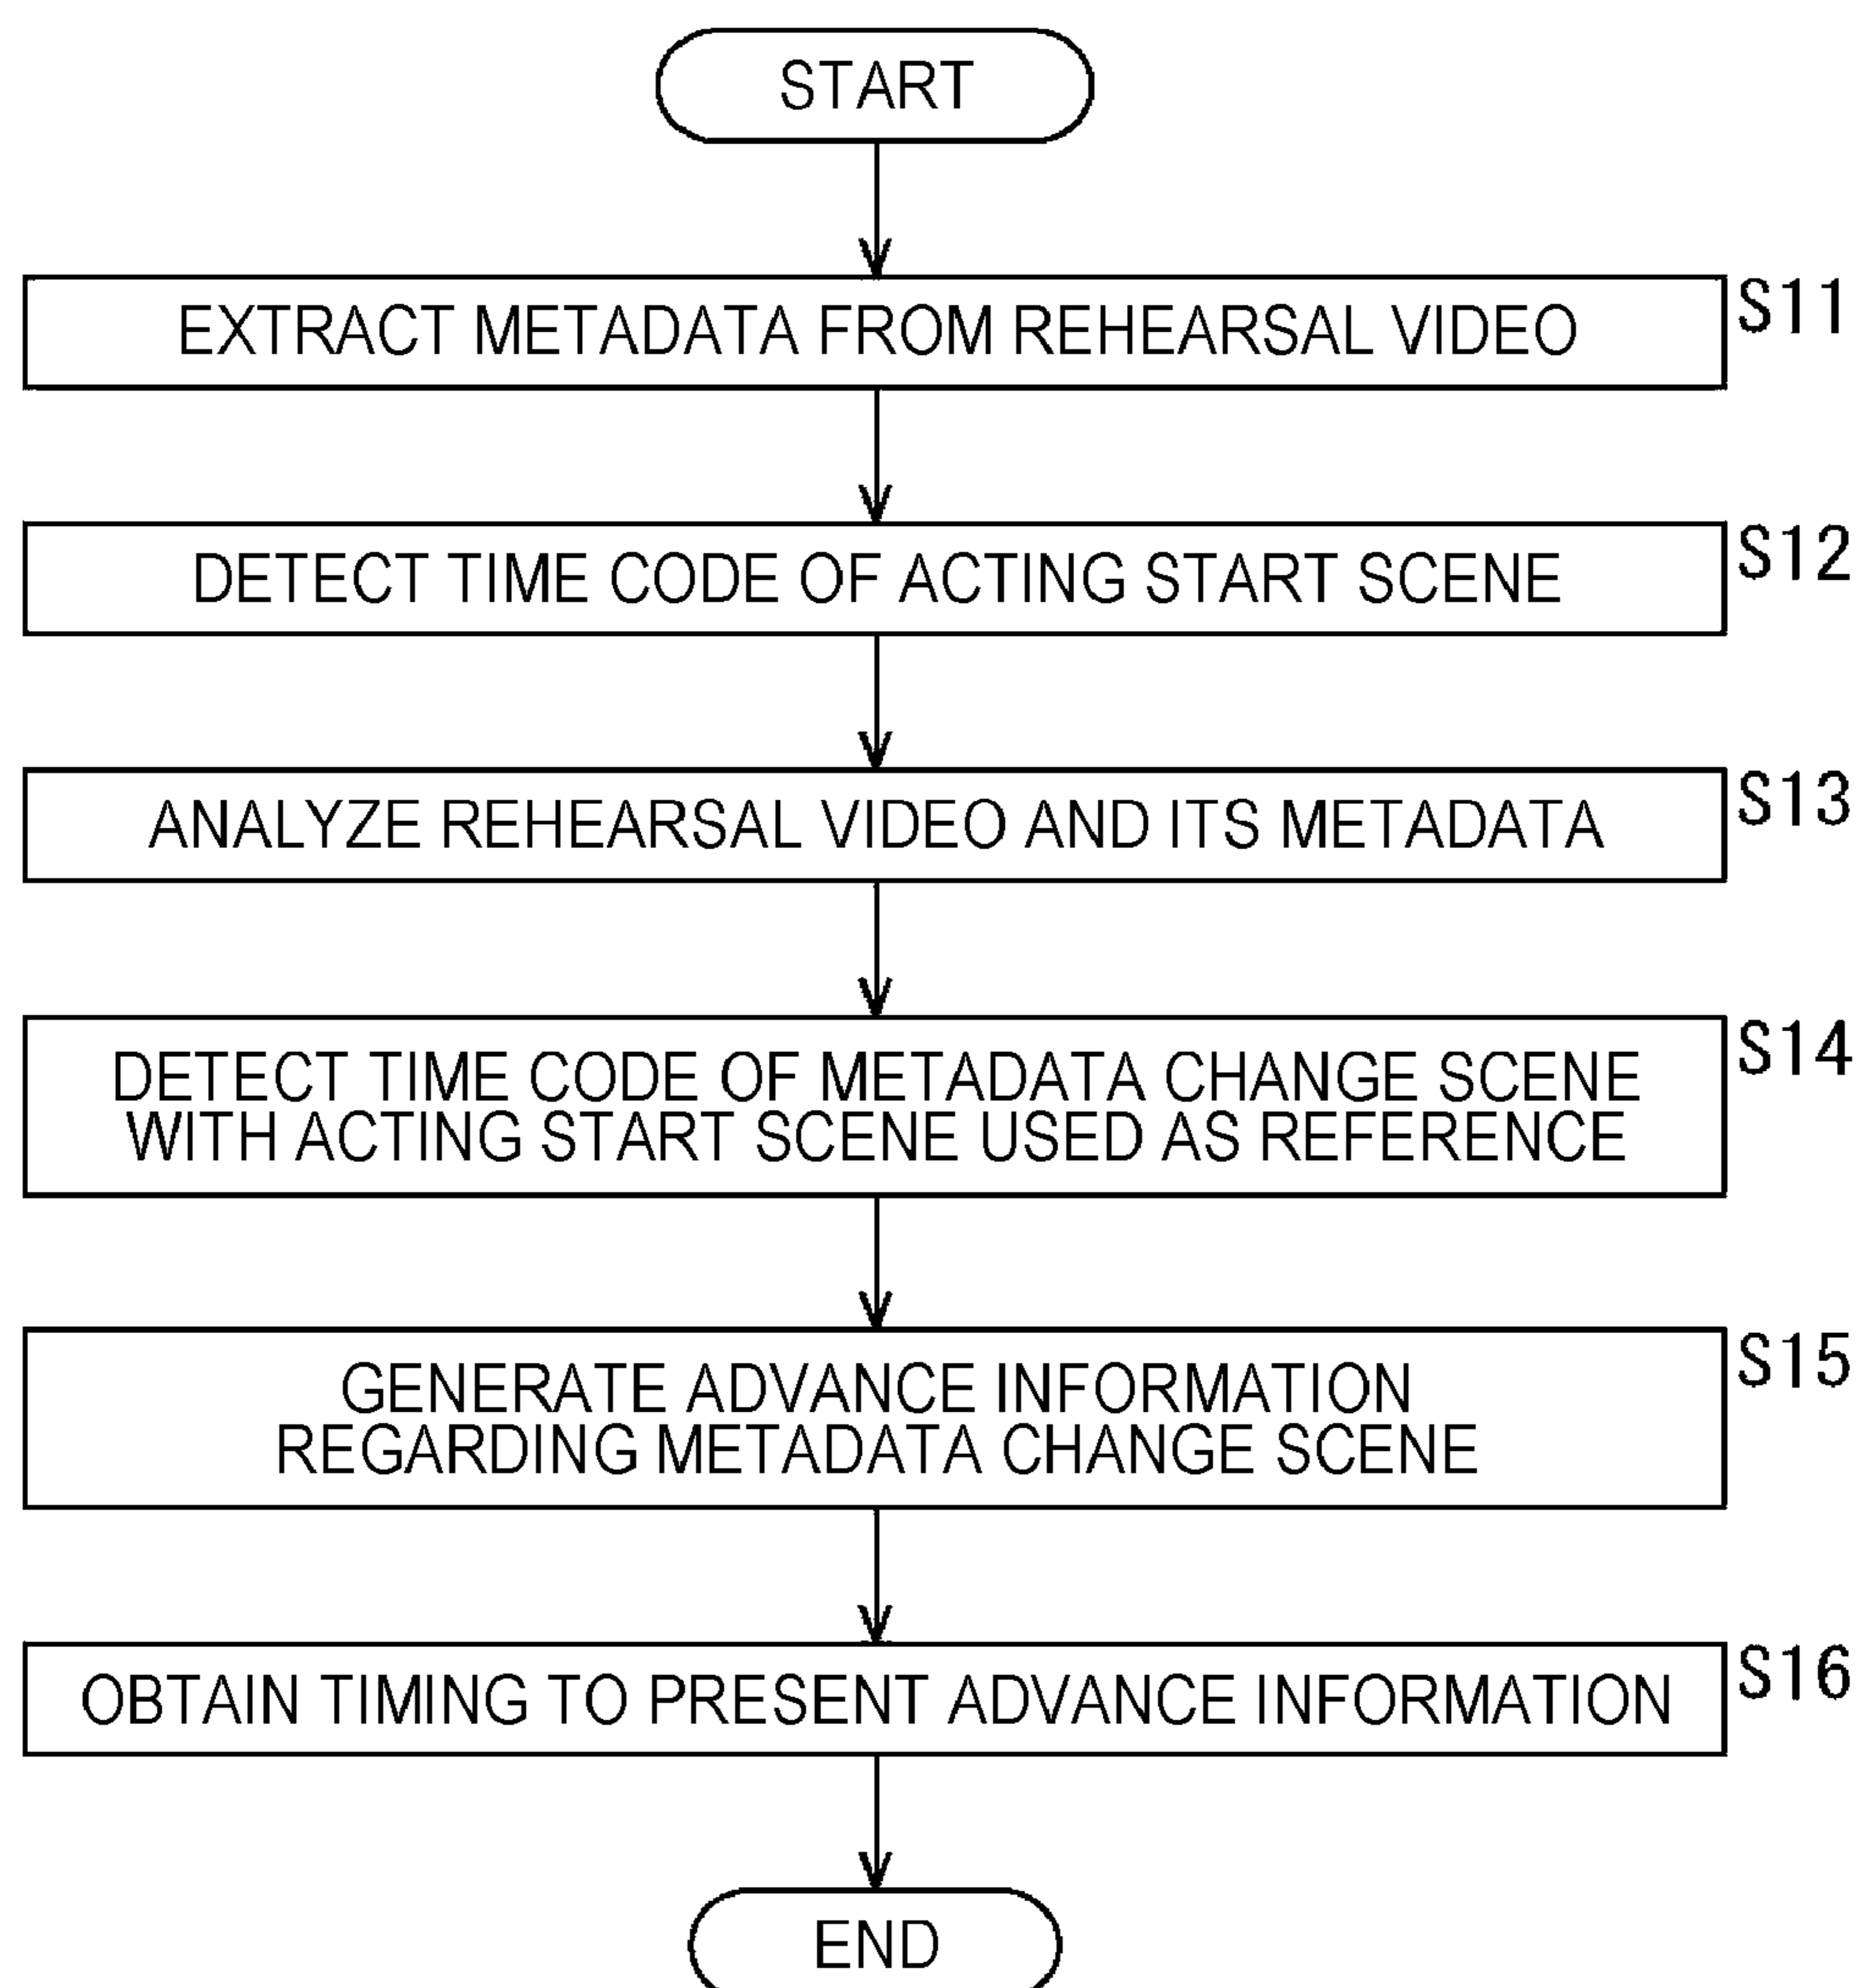 START
EXTRACT METADATA FROM REHEARSAL VIDEO
S11
DETECT TIME CODE OF ACTING START SCENE
S12
ANALYZE REHEARSAL VIDEO AND ITS METADATA
S13
DETECT TIME CODE OF METADATA CHANGE SCENE
WITH ACTING START SCENE USED AS REFERENCE
S14
GENERATE ADVANCE INFORMATION
REGARDING METADATA CHANGE SCENE
S15
OBTAIN TIMING TO PRESENT ADVANCE INFORMATION
S16
END